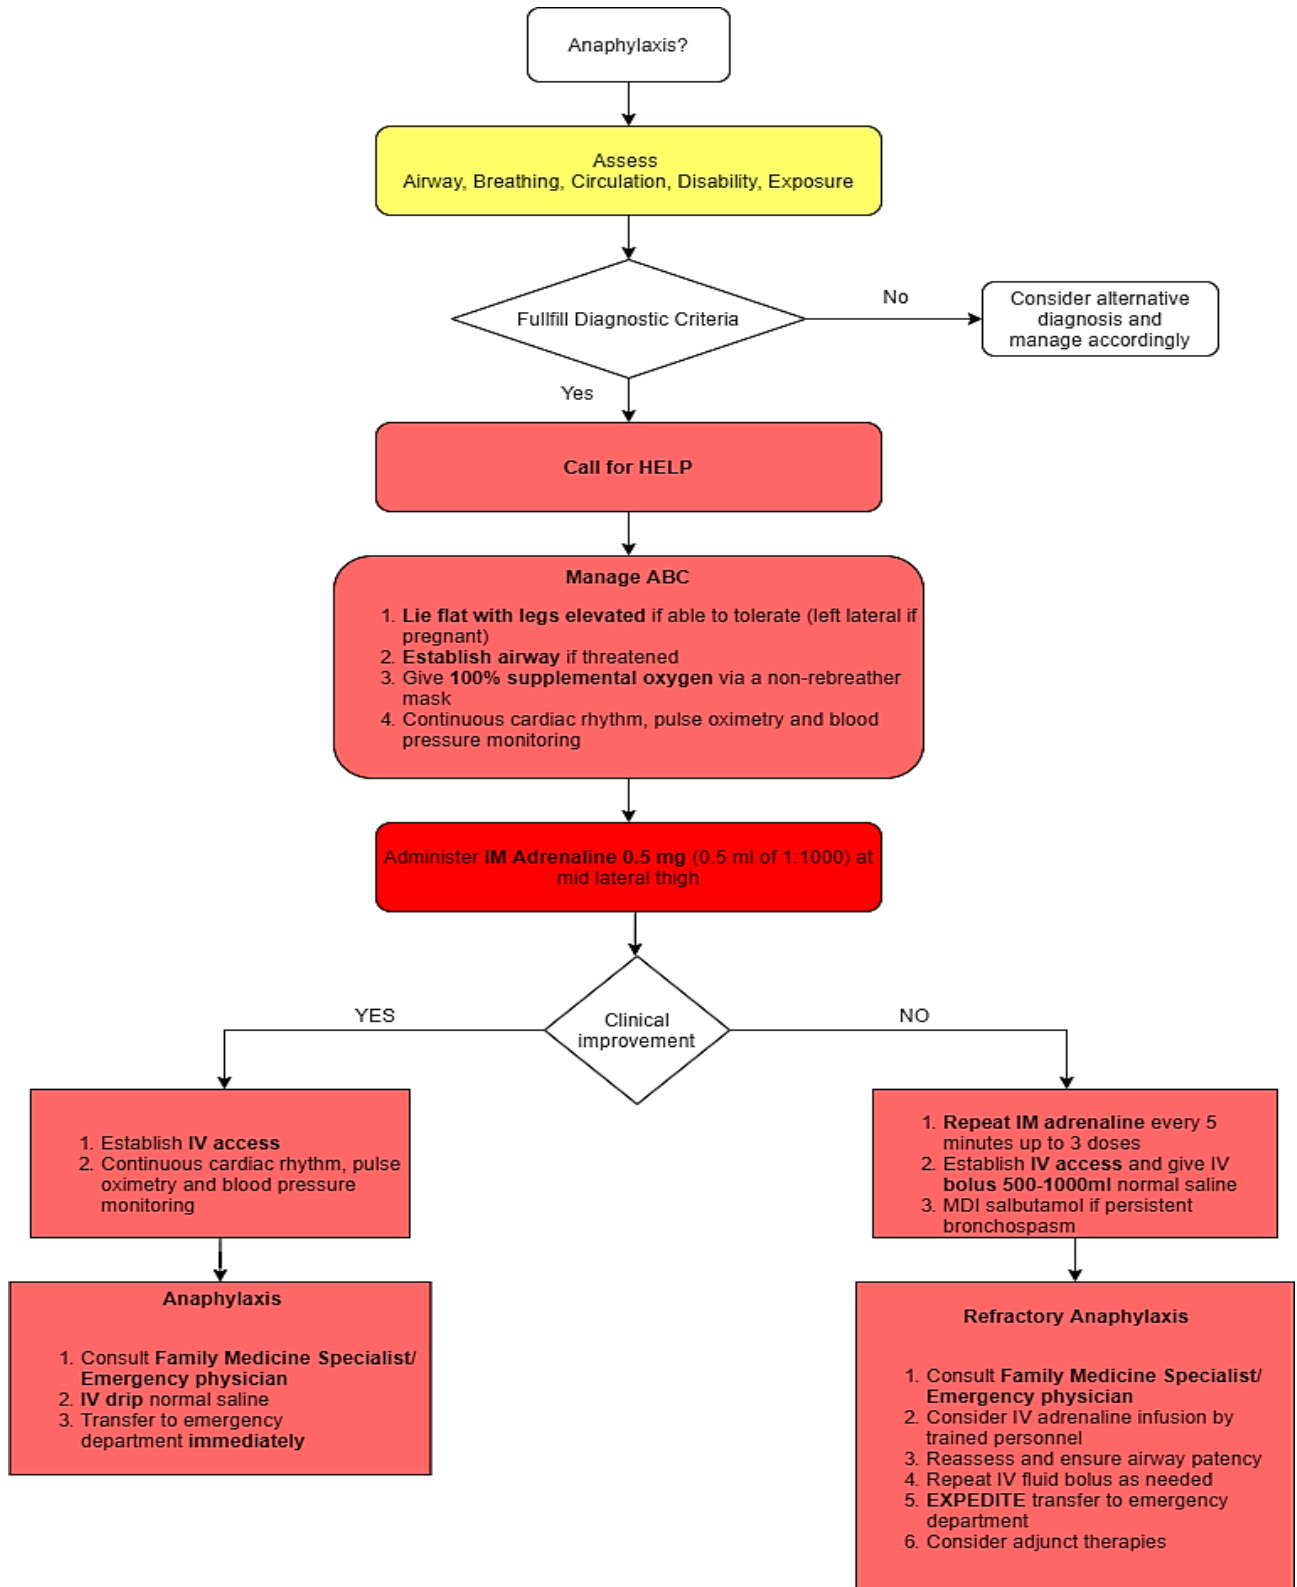 Anaphylaxis?
Assess
Airway, Breathing, Circulation, Disability, Exposure
Fullfill Diagnostic Criteria
No
Consider alternative
diagnosis and
manage accordingly
Yes
Call for HELP
Manage ABC
1. Lie flat with legs elevated if able to tolerate (left lateral if
pregnant)
2. Establish airway if threatened
3. Give 100% supplemental oxygen via a non-rebreather
mask
4. Continuous cardiac rhythm, pulse oximetry and blood
pressure monitoring
Administer IM Adrenaline 0.5 mg (0.5 ml of 1:1000) at
mid lateral thigh
Clinical
improvement
YES
1. Establish IV access
2. Continuous cardiac rhythm, pulse
oximetry and blood pressure
monitoring
Anaphylaxis
1. Consult Family Medicine Specialist/
Emergency physician
2. IV drip normal saline
3. Transfer to emergency
department immediately
NO
1. Repeat IM adrenaline every 5
minutes up to 3 doses
2. Establish IV access and give IV
bolus 500-1000ml normal saline
3. MDI salbutamol if persistent
bronchospasm
Refractory Anaphylaxis
1. Consult Family Medicine Specialist/
Emergency physician
2. Consider IV adrenaline infusion by
trained personnel
3. Reassess and ensure airway patency
4. Repeat IV fluid bolus as needed
5. EXPEDITE transfer to emergency
department
6. Consider adjunct therapies